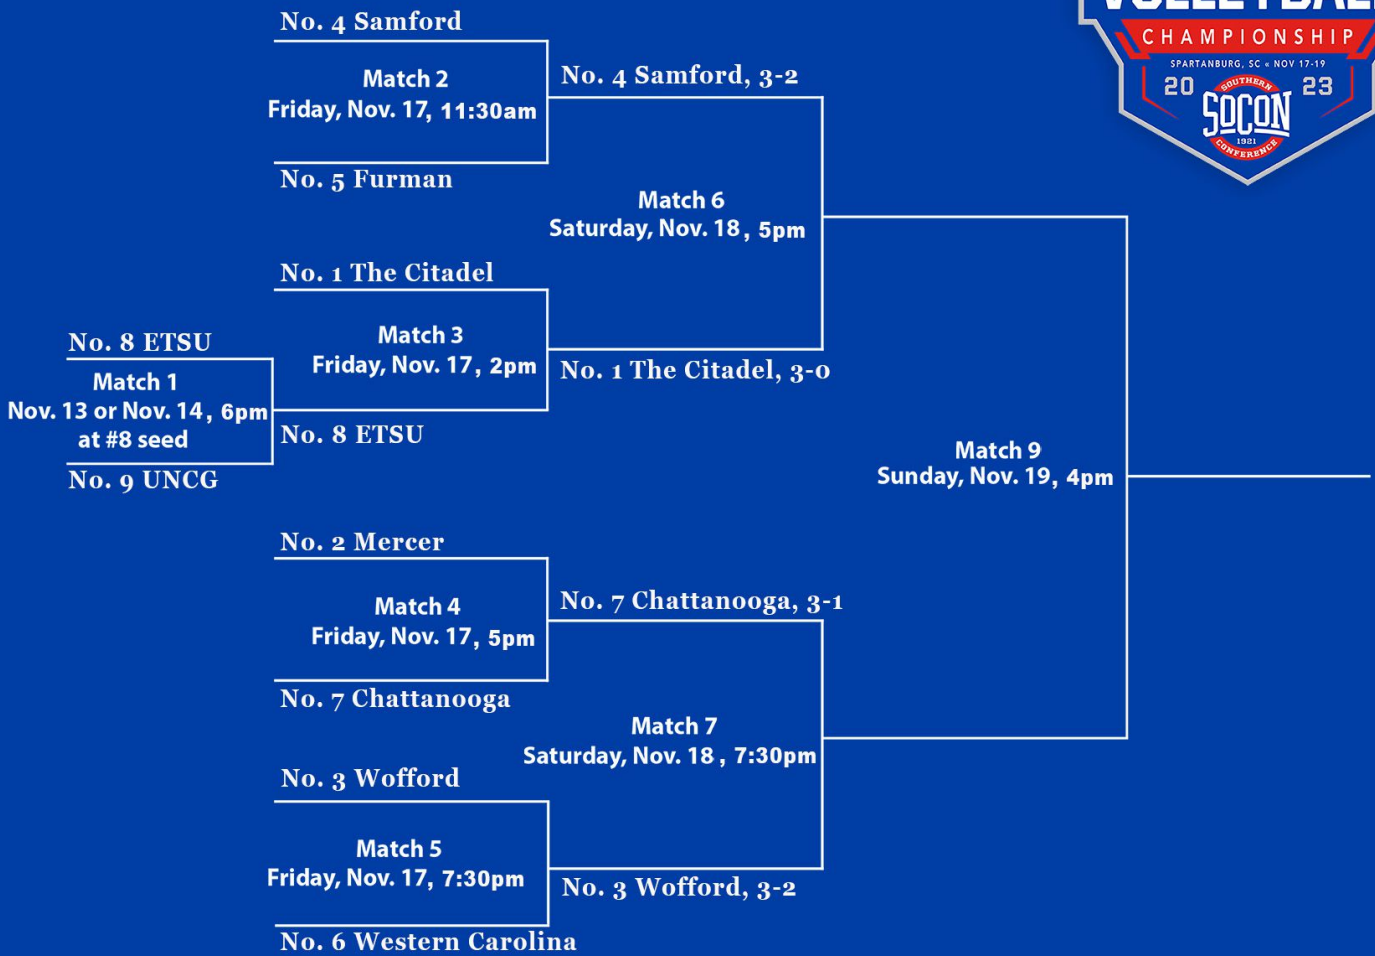 VOLLEYBALL
CHAMPIONSHIP
SPARTANBURG, SC « NOV 17-19
20 23
SOUTHERN
SOCON
1921
CONFERENCE
No. 4 Samford
Match 2
Friday, Nov. 17, 11:30am
No. 5 Furman
No. 4 Samford, 3-2
Match 6
Saturday, Nov. 18, 5pm
No. 1 The Citadel
Match 3
Friday, Nov. 17, 2pm
No. 1 The Citadel, 3-0
No. 8 ETSU
Match 1
Nov. 13 or Nov. 14, 6pm
at #8 seed
No. 9 UNCG
No. 8 ETSU
Match 9
Sunday, Nov. 19, 4pm
No. 2 Mercer
Match 4
Friday, Nov. 17, 5pm
No. 7 Chattanooga
No. 7 Chattanooga, 3-1
Match 7
Saturday, Nov. 18, 7:30pm
No. 3 Wofford
Match 5
Friday, Nov. 17, 7:30pm
No. 3 Wofford, 3-2
No. 6 Western Carolina